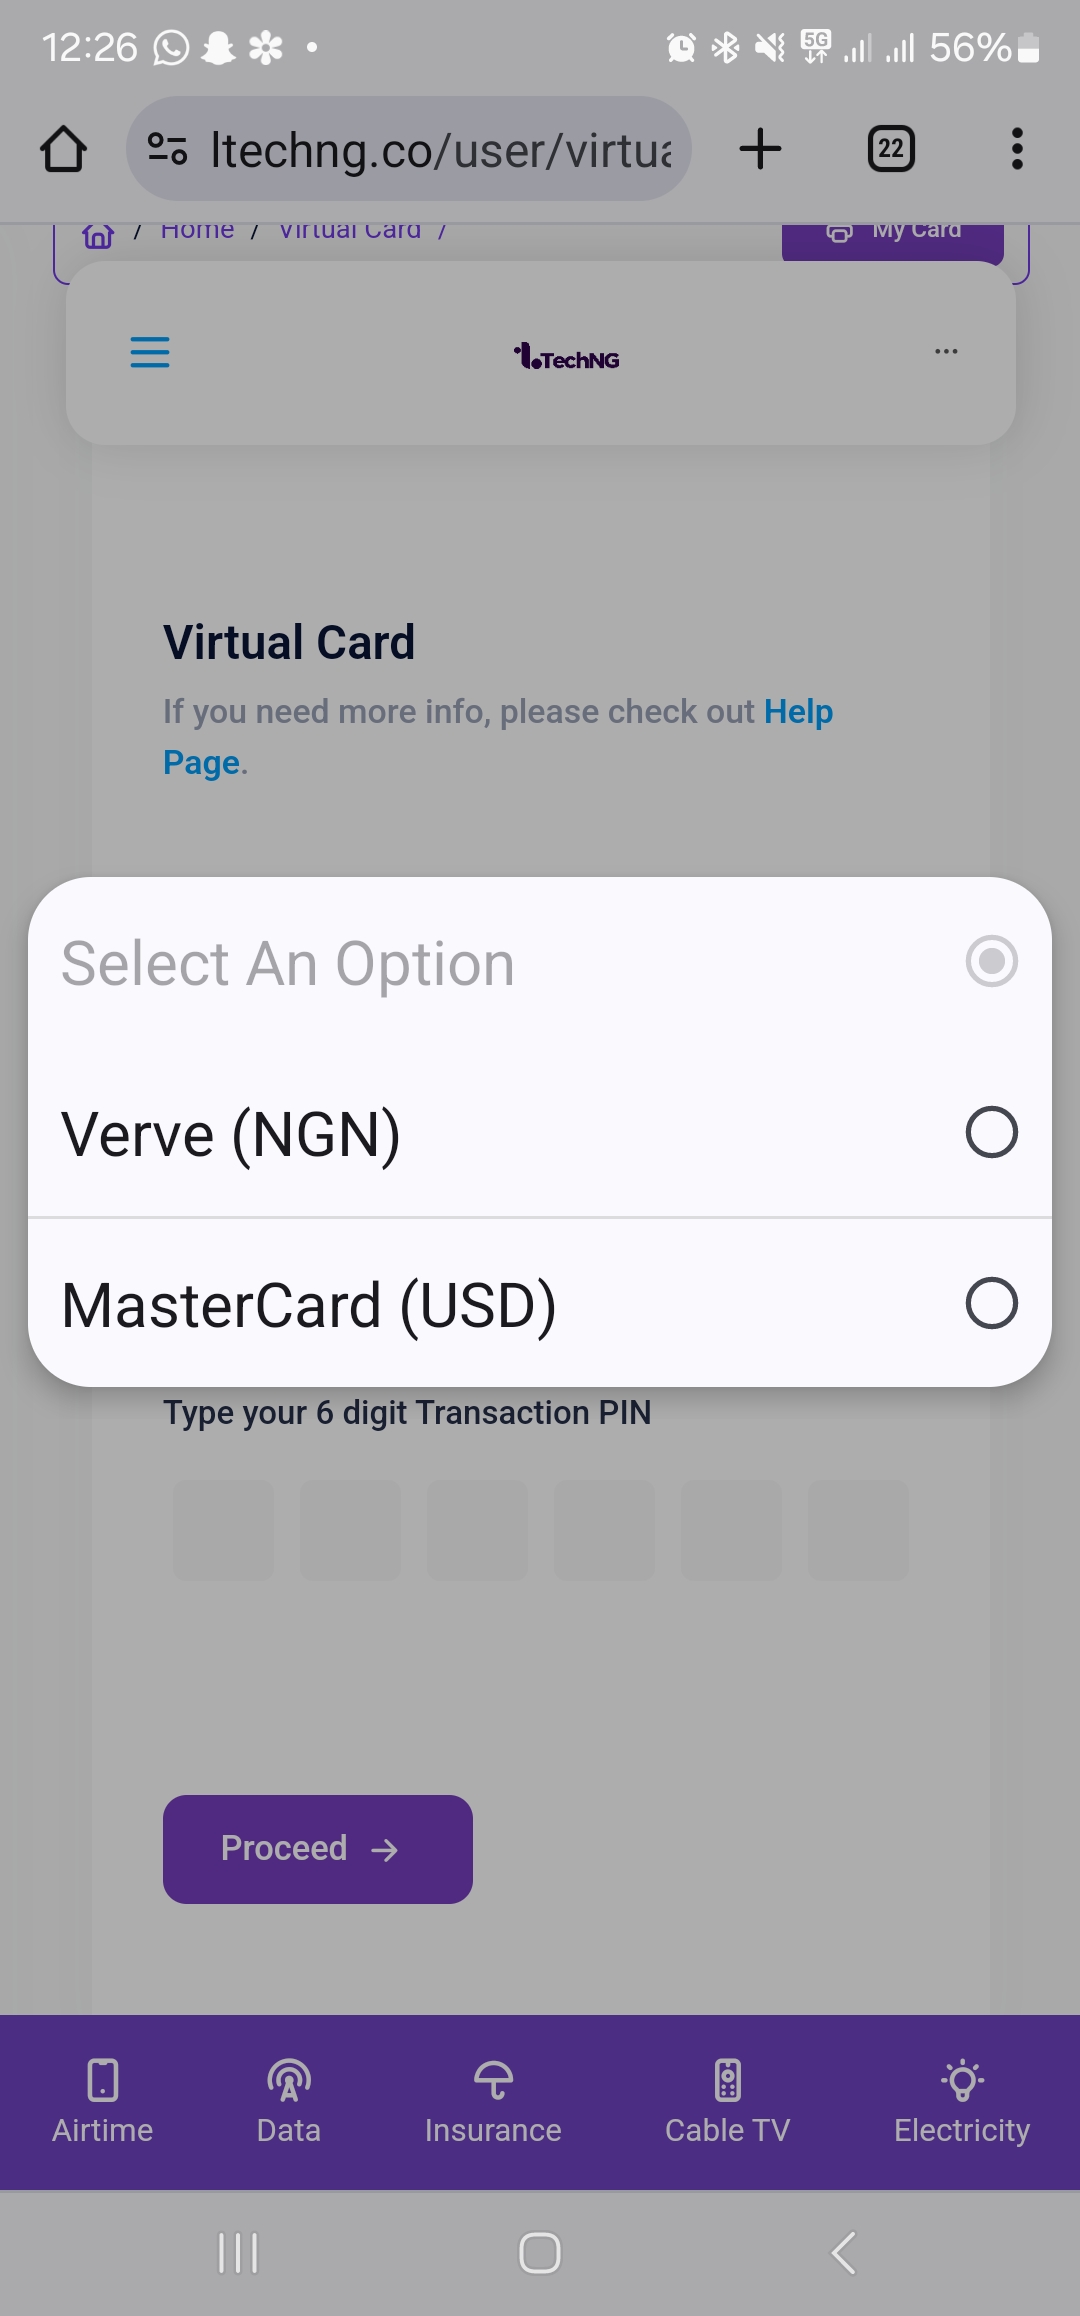 12:26
5G
56%
ltechng.co/user/virtua
22
/ Home / Virtual Card /
My Card
TechNG
Virtual Card
If you need more info, please check out Help
Page.
Select An Option
Verve (NGN)
MasterCard (USD)
Type your 6 digit Transaction PIN
Proceed
Airtime
Data
Insurance
Cable TV
Electricity